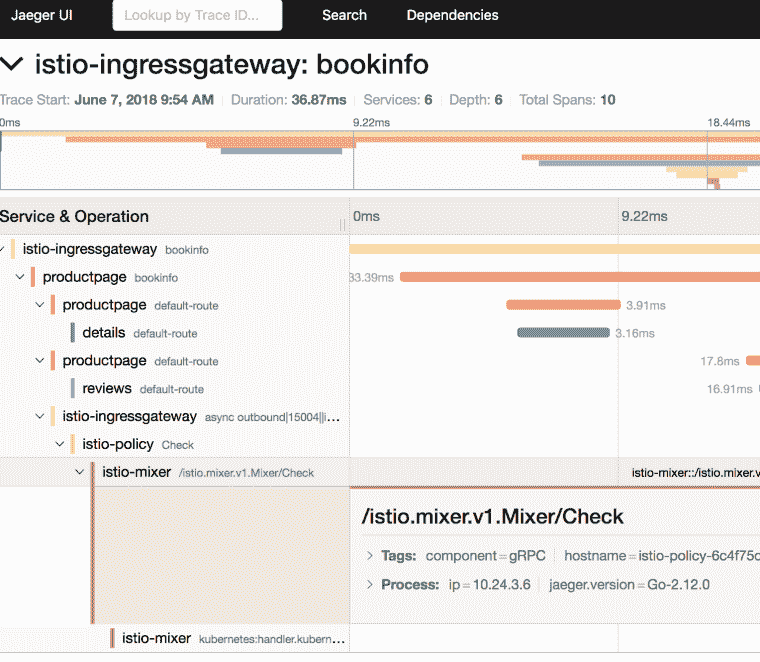 Jaeger UI Lookup by Trace ID... Search Dependencies
istio-ingressgateway: bookinfo
Trace Start: June 7, 2018 9:54 AM Duration: 36.87ms Services: 6 Depth: 6 Total Spans: 10
0ms 9.22ms 18.44ms
Service & Operation 0ms 9.22ms
istio-ingressgateway bookinfo
productpage bookinfo 33.39ms
productpage default-route 3.91ms
details default-route 3.16ms
productpage default-route 17.8ms
reviews default-route 16.91ms
istio-ingressgateway async outbound|15004||i...
istio-policy Check
istio-mixer /istio.mixer.v1.Mixer/Check istio-mixer::/istio.mixer.v
/istio.mixer.v1.Mixer/Check
Tags: component=gRPC hostname=istio-policy-6c4f75c
Process: ip=10.24.3.6 jaeger.version=Go-2.12.0
istio-mixer kubernetes:handler.kubern...